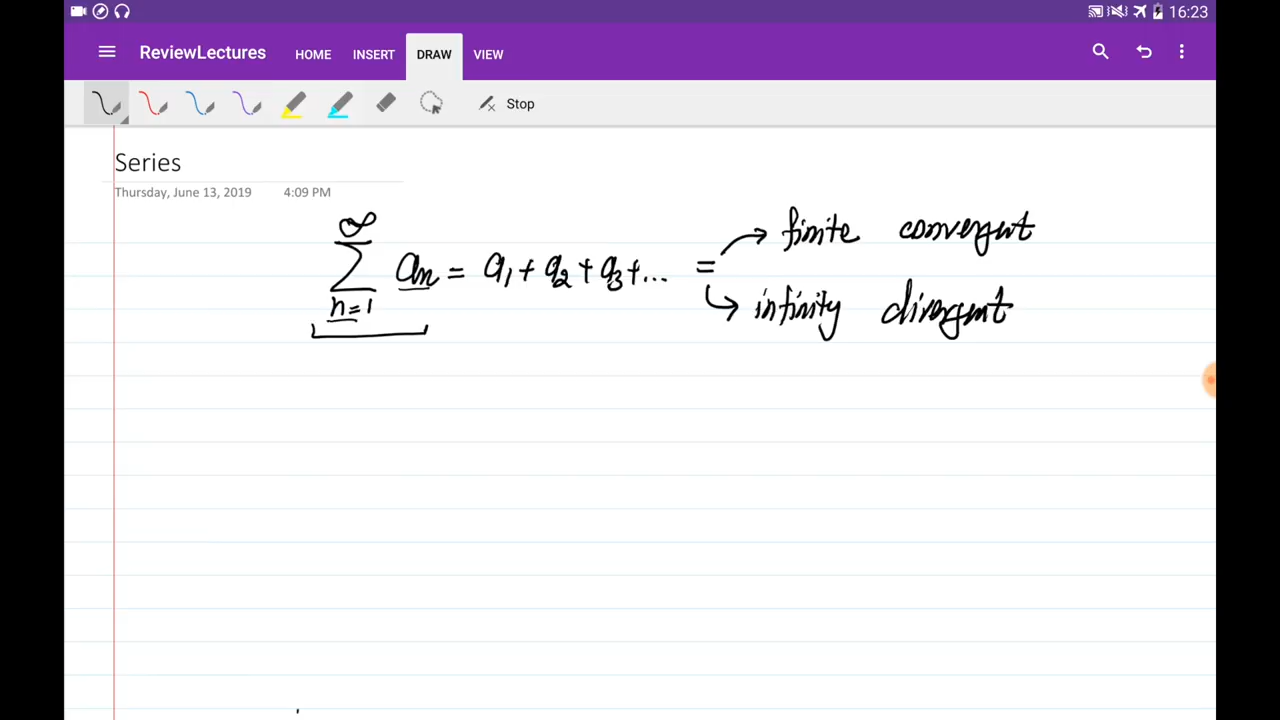 16:23
ReviewLectures HOME INSERT DRAW VIEW
Stop
Series
Thursday, June 13, 2019 4:09 PM
∞
∑ aₙ = a₁ + a₂ + a₃ + ... = → finite convergent
n=1 ↳ infinity divergent